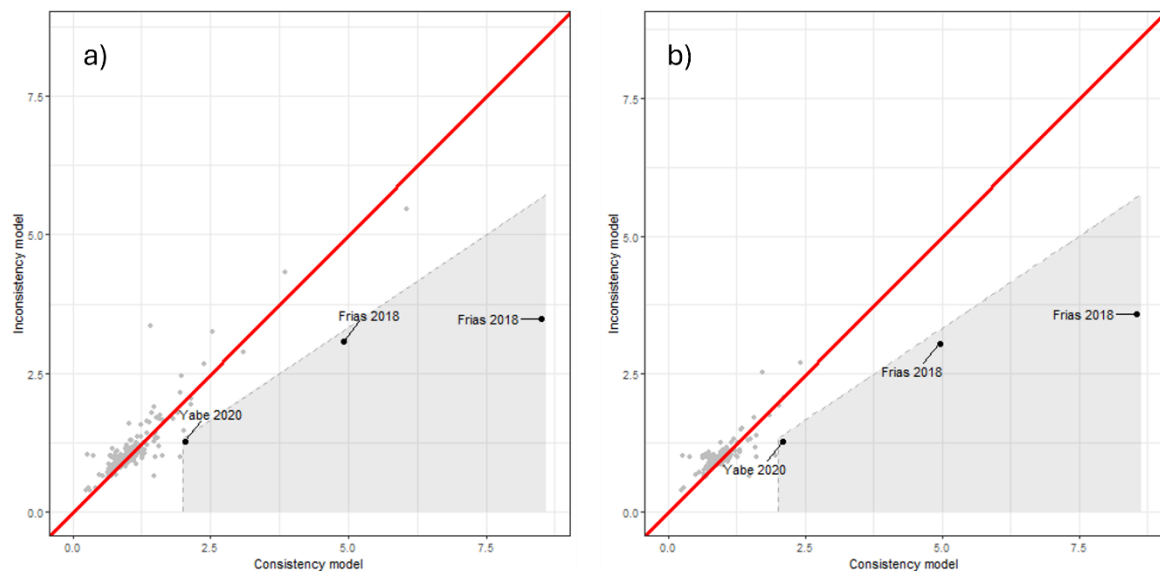 a)
7.5
5.0
2.5
0.0
Inconsistency model
Frias 2018
Frias 2018
Yabe 2020
0.0
2.5
5.0
7.5
Consistency model
b)
7.5
5.0
2.5
0.0
Inconsistency model
Frias 2018
Frias 2018
Yabe 2020
0.0
2.5
5.0
7.5
Consistency model